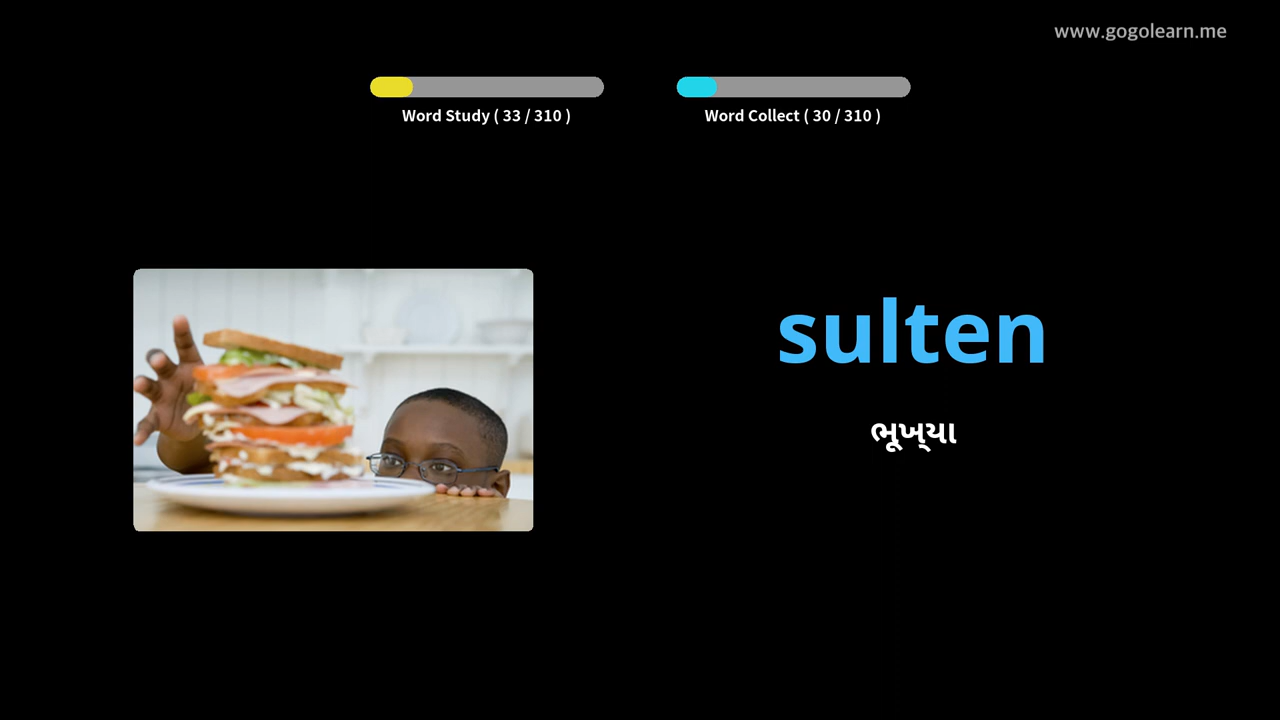 www.gogolearn.me
Word Study ( 33 / 310 )
Word Collect ( 30 / 310 )
sulten
ભૂખ્યા